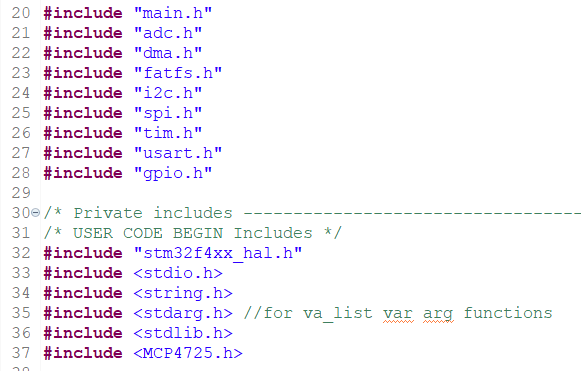 20 #include "main.h"
21 #include "adc.h"
22 #include "dma.h"
23 #include "fatfs.h"
24 #include "i2c.h"
25 #include "spi.h"
26 #include "tim.h"
27 #include "usart.h"
28 #include "gpio.h"
29
30 /* Private includes ----------------------------------
31 /* USER CODE BEGIN Includes */
32 #include "stm32f4xx_hal.h"
33 #include <stdio.h>
34 #include <string.h>
35 #include <stdarg.h> //for va_list var arg functions
36 #include <stdlib.h>
37 #include <MCP4725.h>